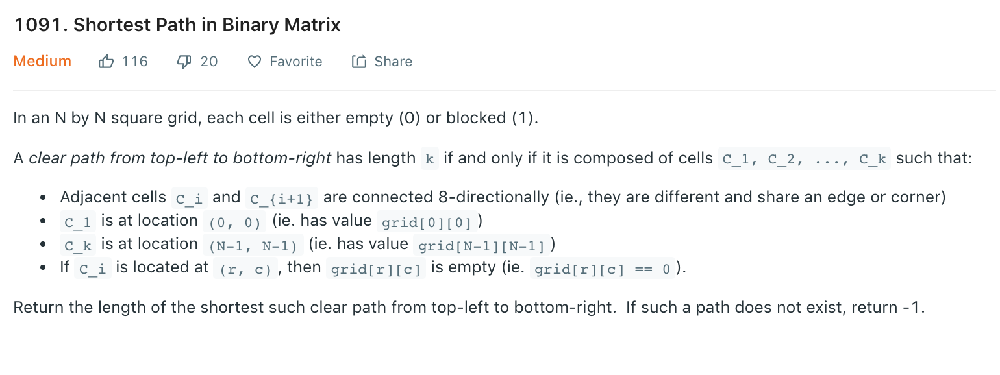 1091. Shortest Path in Binary Matrix
Medium 116 20 Favorite Share
In an N by N square grid, each cell is either empty (0) or blocked (1).
A clear path from top-left to bottom-right has length k if and only if it is composed of cells C_1, C_2, ..., C_k such that:
• Adjacent cells C_i and C_{i+1} are connected 8-directionally (ie., they are different and share an edge or corner)
• C_1 is at location (0, 0) (ie. has value grid[0][0])
• C_k is at location (N-1, N-1) (ie. has value grid[N-1][N-1])
• If C_i is located at (r, c), then grid[r][c] is empty (ie. grid[r][c] == 0).
Return the length of the shortest such clear path from top-left to bottom-right.  If such a path does not exist, return -1.